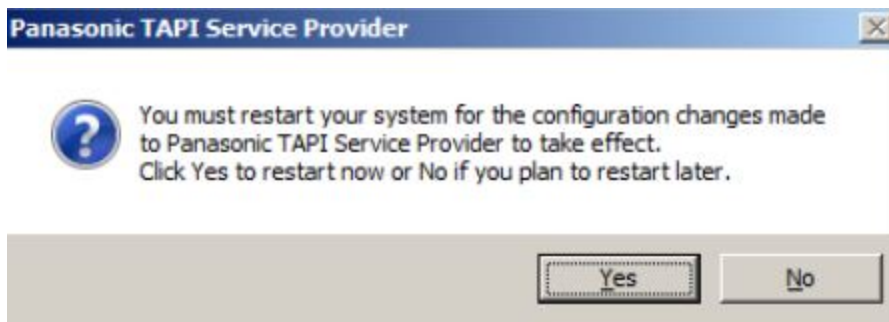 Panasonic TAPI Service Provider
You must restart your system for the configuration changes made
to Panasonic TAPI Service Provider to take effect.
Click Yes to restart now or No if you plan to restart later.
Yes
No